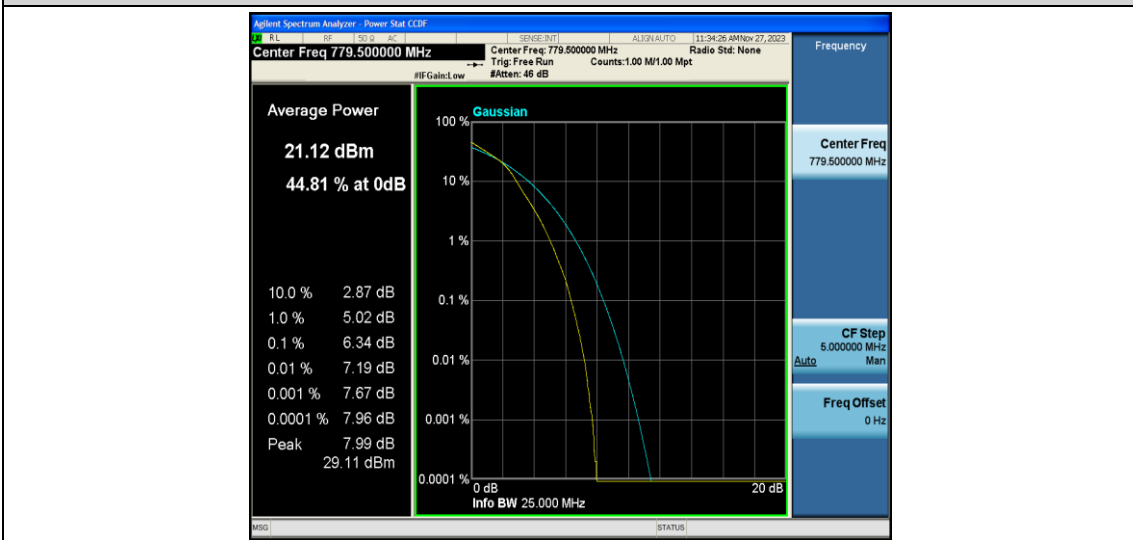 Agilent Spectrum Analyzer - Power Stat CCDF
RL RF 50 Ω AC SENSE:INT ALIGNAUTO 11:34:26 AMNov 27, 2023
Center Freq 779.500000 MHz
Center Freq: 779.500000 MHz Radio Std: None
Trig: Free Run Counts:1.00 M/1.00 Mpt
#IFGain:Low #Atten: 46 dB
Frequency
Average Power
21.12 dBm
44.81 % at 0dB
10.0 % 2.87 dB
1.0 % 5.02 dB
0.1 % 6.34 dB
0.01 % 7.19 dB
0.001 % 7.67 dB
0.0001 % 7.96 dB
Peak 7.99 dB
29.11 dBm
Gaussian
100 %
10 %
1 %
0.1 %
0.01 %
0.001 %
0.0001 %
0 dB 20 dB
Info BW 25.000 MHz
Center Freq
779.500000 MHz
CF Step
5.000000 MHz
Auto Man
Freq Offset
0 Hz
MSG STATUS